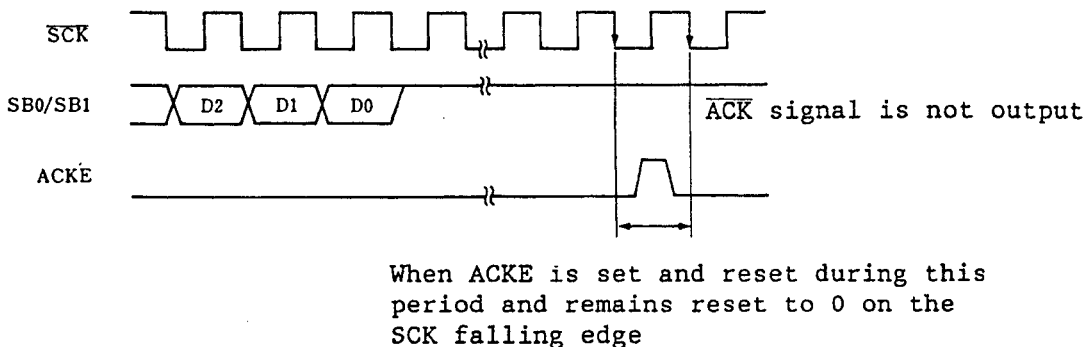 SCK
SB0/SB1 D2 D1 D0
ACK signal is not output
ACKE
When ACKE is set and reset during this
period and remains reset to 0 on the
SCK falling edge